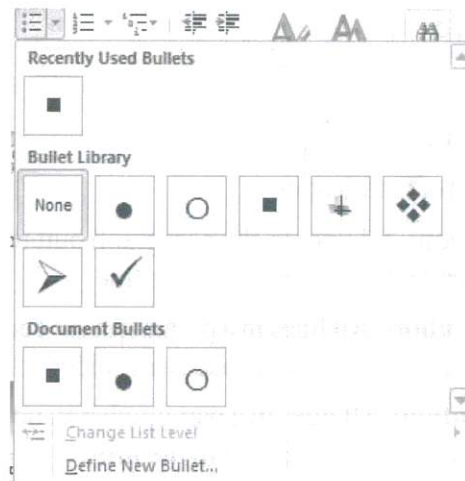 Recently Used Bullets
Bullet Library
None
Document Bullets
Change List Level
Define New Bullet...